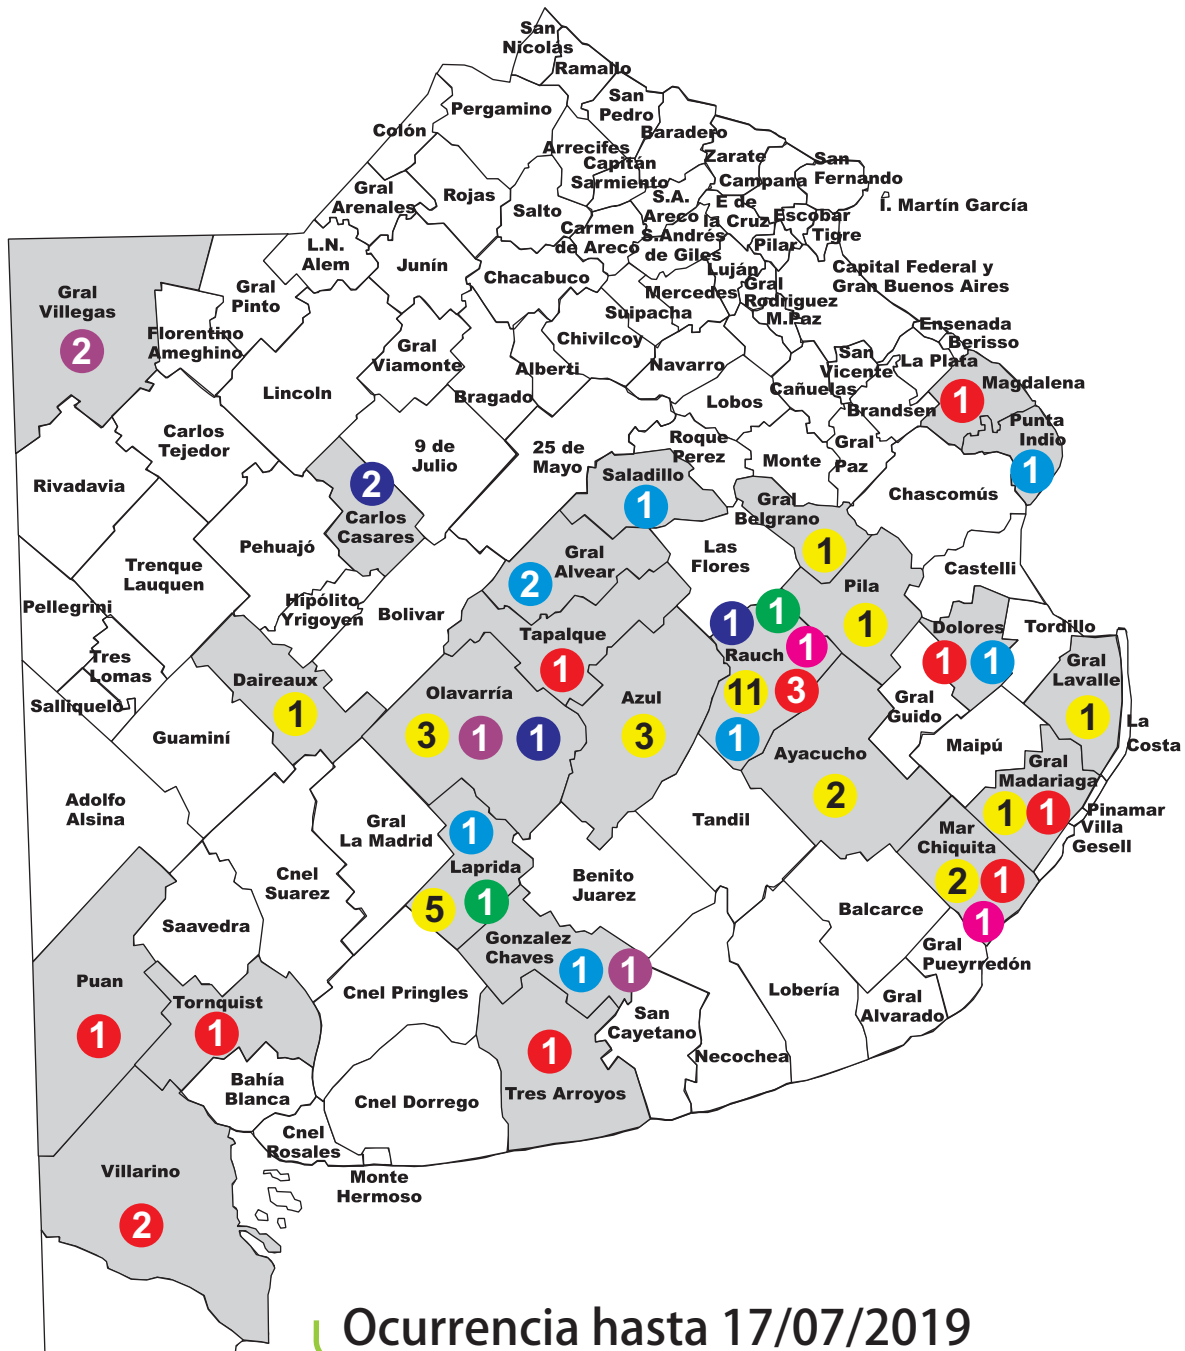 San
Nicolás
Ramallo
San
Pedro
Pergamino
Baradero
Colón
Arrecifes
Capitán
Sarmiento
Zarate
San
Fernando
Campana
Gral
Arenales
Rojas
Salto
S.A.
Areco
E de
la Cruz
Escobar
Tigre
I. Martín García
Carmen
de Areco
S.Andrés
de Giles
Pilar
L.N.
Alem
Junín
Chacabuco
Luján
Gral
Rodriguez
Capital Federal y
Gran Buenos Aires
Gral
Villegas
2
Gral
Pinto
Mercedes
Suipacha
M.Paz
Florentino
Ameghino
Gral
Viamonte
Chivilcoy
Ensenada
Berisso
Alberti
Navarro
San
Vicente
La Plata
Lincoln
Bragado
Cañuelas
Magdalena
1
Lobos
Brandsen
Punta
Indio
1
Carlos
Tejedor
9 de
Julio
25 de
Mayo
Roque
Perez
Monte
Gral
Paz
Rivadavia
2
Carlos
Casares
Saladillo
1
Chascomús
Gral
Belgrano
1
Pehuajó
Trenque
Lauquen
Gral
Alvear
2
Las
Flores
Castelli
Pila
1
Pellegrini
Hipólito
Yrigoyen
Bolivar
Tapalque
1
1
1
1
Rauch
11
3
1
Dolores
1
1
Tordillo
Tres
Lomas
Salliqueló
Daireaux
1
Olavarría
3
1
1
Azul
3
Gral
Guido
Gral
Lavalle
1
La
Costa
Guaminí
Maipú
Ayacucho
2
Gral
Madariaga
1
1
Pinamar
Villa
Gesell
Adolfo
Alsina
Gral
La Madrid
1
Laprida
5
1
Tandil
Mar
Chiquita
2
1
1
Cnel
Suarez
Benito
Juarez
Saavedra
Balcarce
Gonzalez
Chaves
1
1
Gral
Pueyrredón
Puan
1
Tornquist
1
Cnel Pringles
Lobería
Gral
Alvarado
San
Cayetano
Necochea
1
Tres Arroyos
Bahía
Blanca
Cnel Dorrego
Cnel
Rosales
Monte
Hermoso
Villarino
2
Ocurrencia hasta 17/07/2019